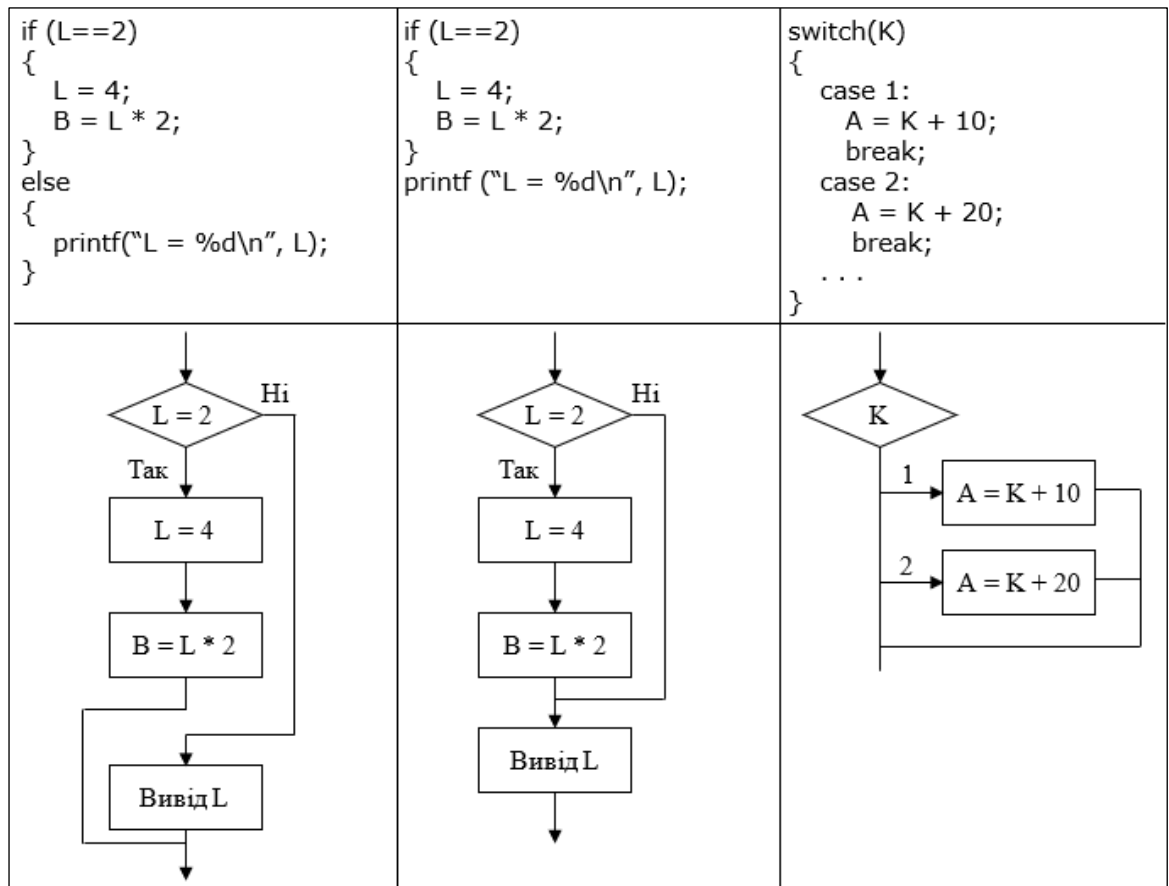 if (L==2)
{
L = 4;
B = L * 2;
}
else
{
printf(“L = %d\n”, L);
}
if (L==2)
{
L = 4;
B = L * 2;
}
printf (“L = %d\n”, L);
switch(K)
{
case 1:
A = K + 10;
break;
case 2:
A = K + 20;
break;
. . .
}
L = 2
Ні
Так
L = 4
B = L * 2
Вивід L
L = 2
Ні
Так
L = 4
B = L * 2
Вивід L
K
1
A = K + 10
2
A = K + 20